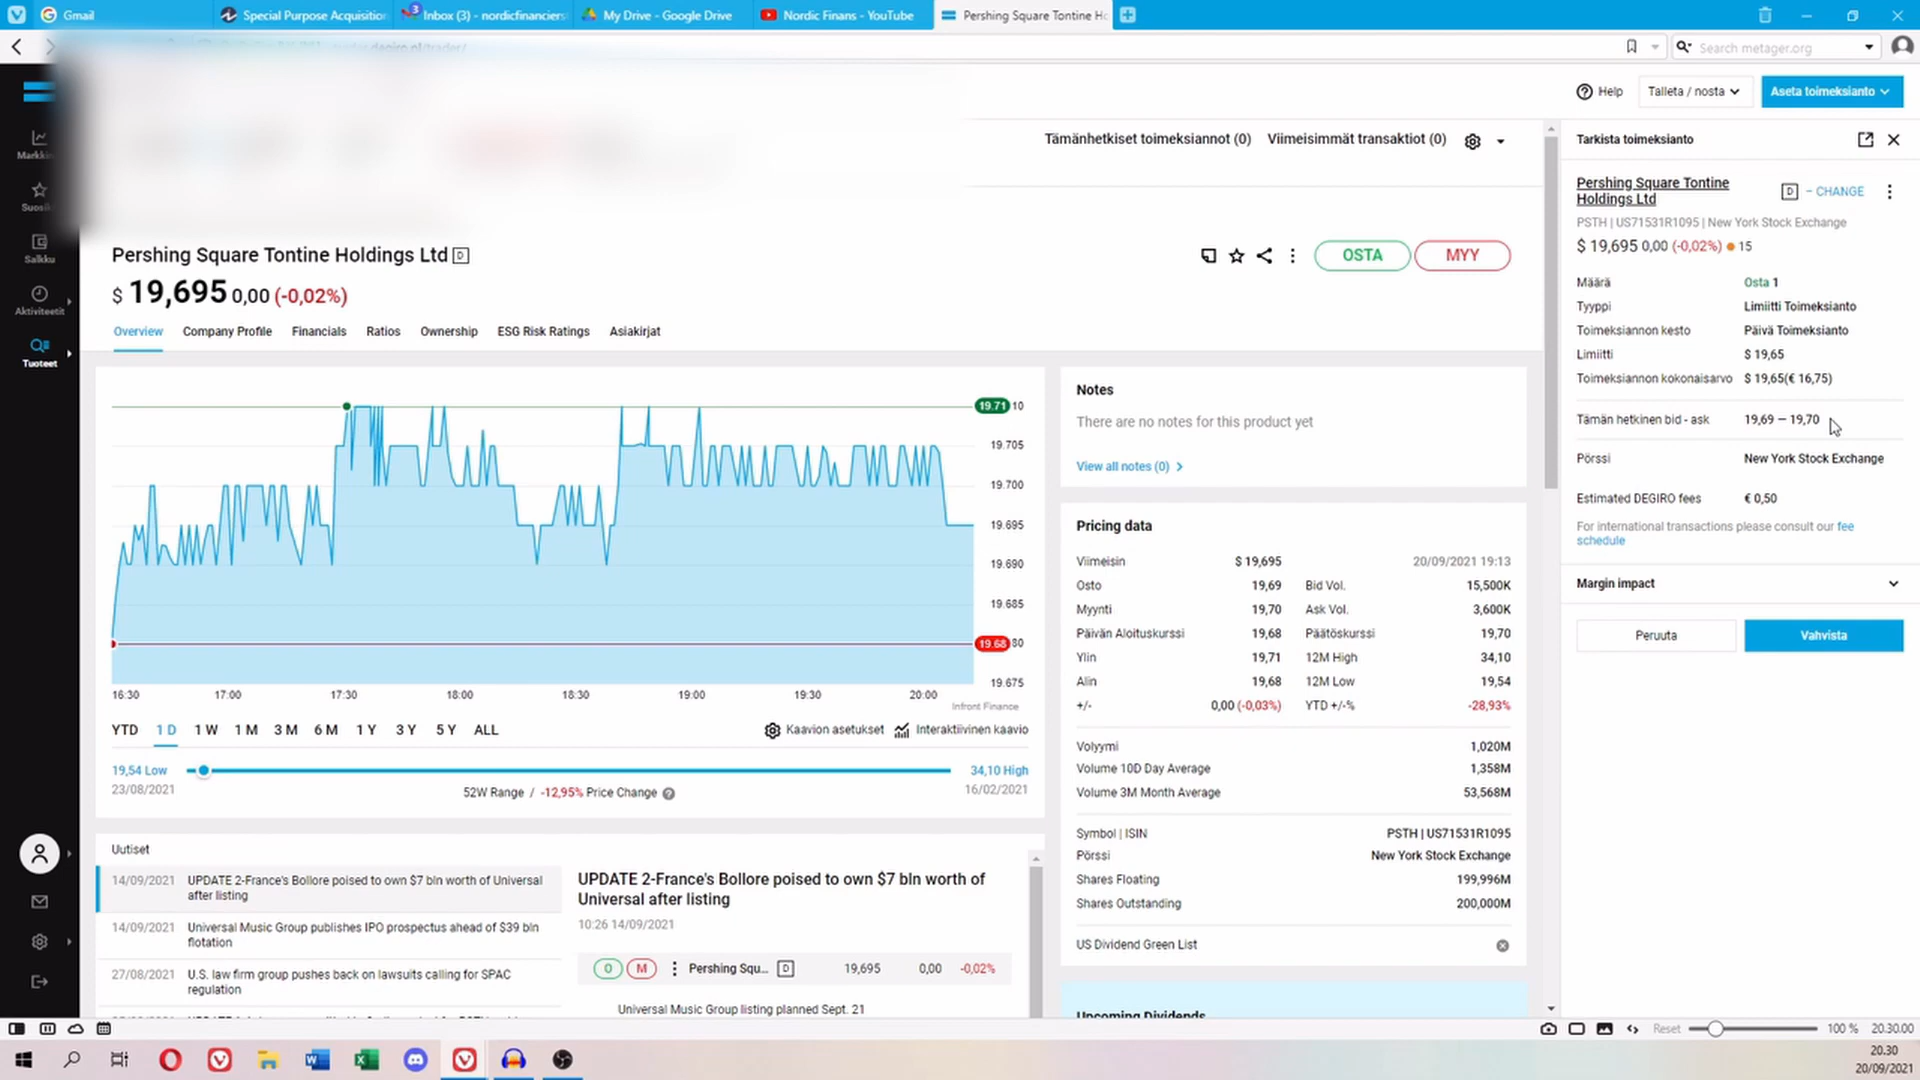 Gmail
Special Purpose Acquisition
Inbox (3) - nordicfinanciers
My Drive - Google Drive
Nordic Finans - YouTube
Pershing Square Tontine H
Search metager.org
Help
Talleta / nosta
Aseta toimeksianto
Markkin
Suosik
Salkku
Aktiviteetit
Tuoteet
Tämänhetkiset toimeksiannot (0)
Viimeisimmät transaktiot (0)
Pershing Square Tontine Holdings Ltd D
OSTA
MYY
$ 19,695 0,00 (-0,02%)
Overview
Company Profile
Financials
Ratios
Ownership
ESG Risk Ratings
Asiakirjat
19.71 10
19.705
19.700
19.695
19.690
19.685
19.68 80
19.675
16:30 17:00 17:30 18:00 18:30 19:00 19:30 20:00
Infront Finance
YTD 1 D 1 W 1 M 3 M 6 M 1 Y 3 Y 5 Y ALL
Kaavion asetukset
Interaktiivinen kaavio
19,54 Low
34,10 High
23/08/2021
52W Range / -12,95% Price Change ?
16/02/2021
Uutiset
14/09/2021 UPDATE 2-France's Bollore poised to own $7 bln worth of Universal
after listing
14/09/2021 Universal Music Group publishes IPO prospectus ahead of $39 bln
flotation
27/08/2021 U.S. law firm group pushes back on lawsuits calling for SPAC
regulation
UPDATE 2-France's Bollore poised to own $7 bln worth of
Universal after listing
10:26 14/09/2021
O M Pershing Squ... D 19,695 0,00 -0,02%
Universal Music Group listing planned Sept. 21
Notes
There are no notes for this product yet
View all notes (0)
Pricing data
Viimeisin $ 19,695 20/09/2021 19:13
Osto 19,69 Bid Vol. 15,500K
Myynti 19,70 Ask Vol. 3,600K
Päivän Aloituskurssi 19,68 Päätöskurssi 19,70
Ylin 19,71 12M High 34,10
Alin 19,68 12M Low 19,54
+/- 0,00 (-0,03%) YTD +/-% -28,93%
Volyymi 1,020M
Volume 10D Day Average 1,358M
Volume 3M Month Average 53,568M
Symbol | ISIN PSTH | US71531R1095
Pörssi New York Stock Exchange
Shares Floating 199,996M
Shares Outstanding 200,000M
US Dividend Green List
Upcoming Dividends
Tarkista toimeksianto
Pershing Square Tontine
Holdings Ltd
D – CHANGE
PSTH | US71531R1095 | New York Stock Exchange
$ 19,695 0,00 (-0,02%) 15
Määrä Osta 1
Tyyppi Limiitti Toimeksianto
Toimeksiannon kesto Päivä Toimeksianto
Limiitti $ 19,65
Toimeksiannon kokonaisarvo $ 19,65(€ 16,75)
Tämän hetkinen bid - ask 19,69 — 19,70
Pörssi New York Stock Exchange
Estimated DEGIRO fees € 0,50
For international transactions please consult our fee
schedule
Margin impact
Peruuta
Vahvista
Reset 100 % 20.30.00
20.30
20/09/2021